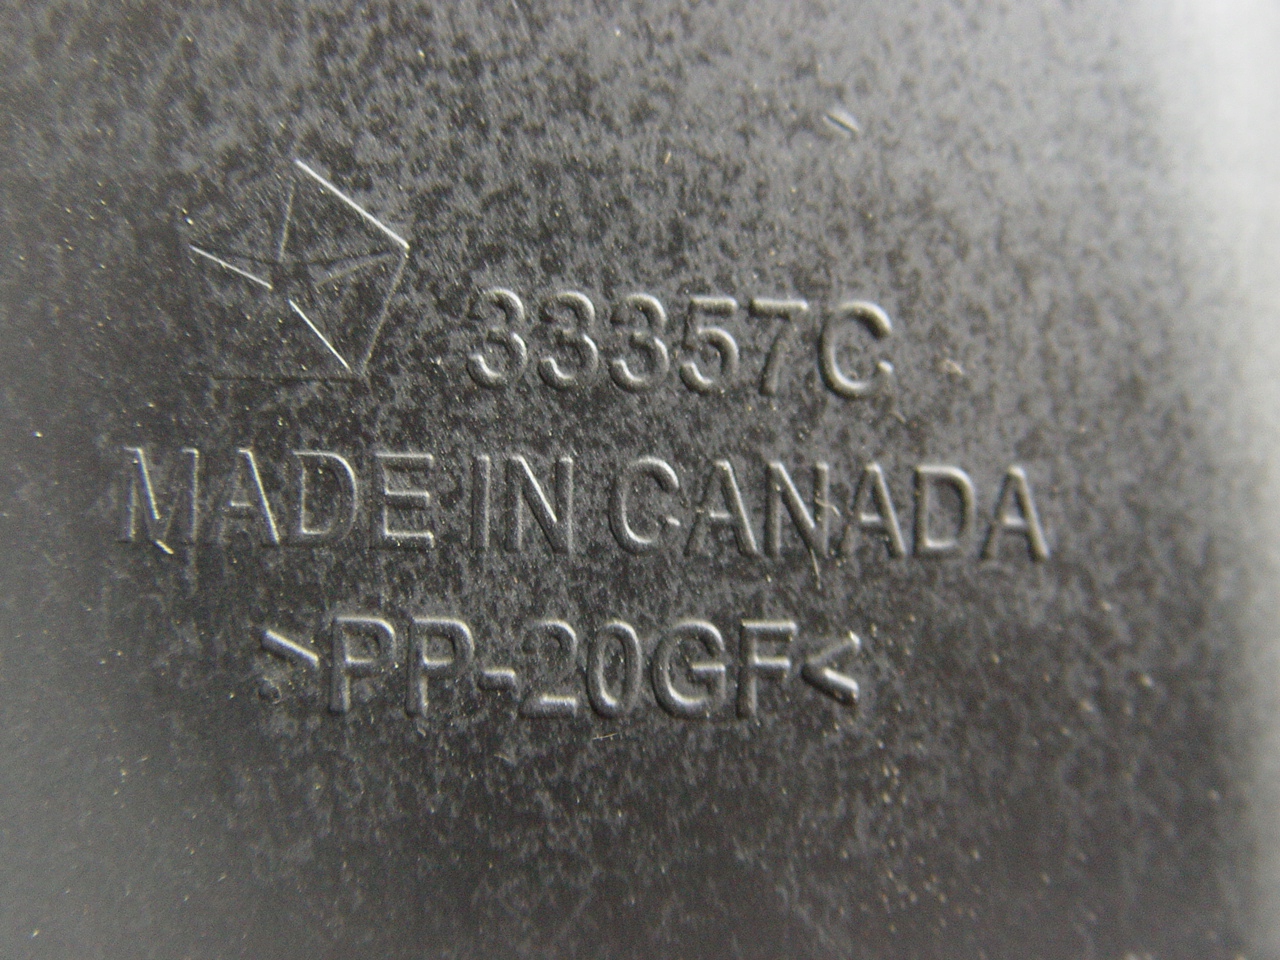 33357C
MADE IN CANADA
>PP-20GF<